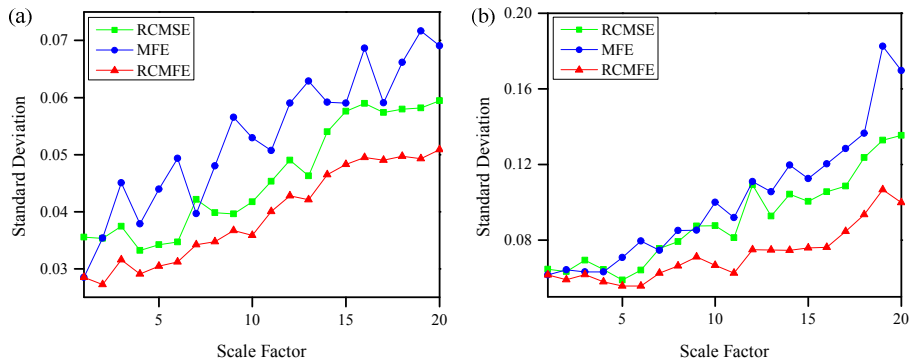 (a)
RCMSE
MFE
RCMFE
0.07
0.06
0.05
0.04
0.03
Standard Deviation
5
10
15
20
Scale Factor
(b)
RCMSE
MFE
RCMFE
0.20
0.16
0.12
0.08
Standard Deviation
5
10
15
20
Scale Factor